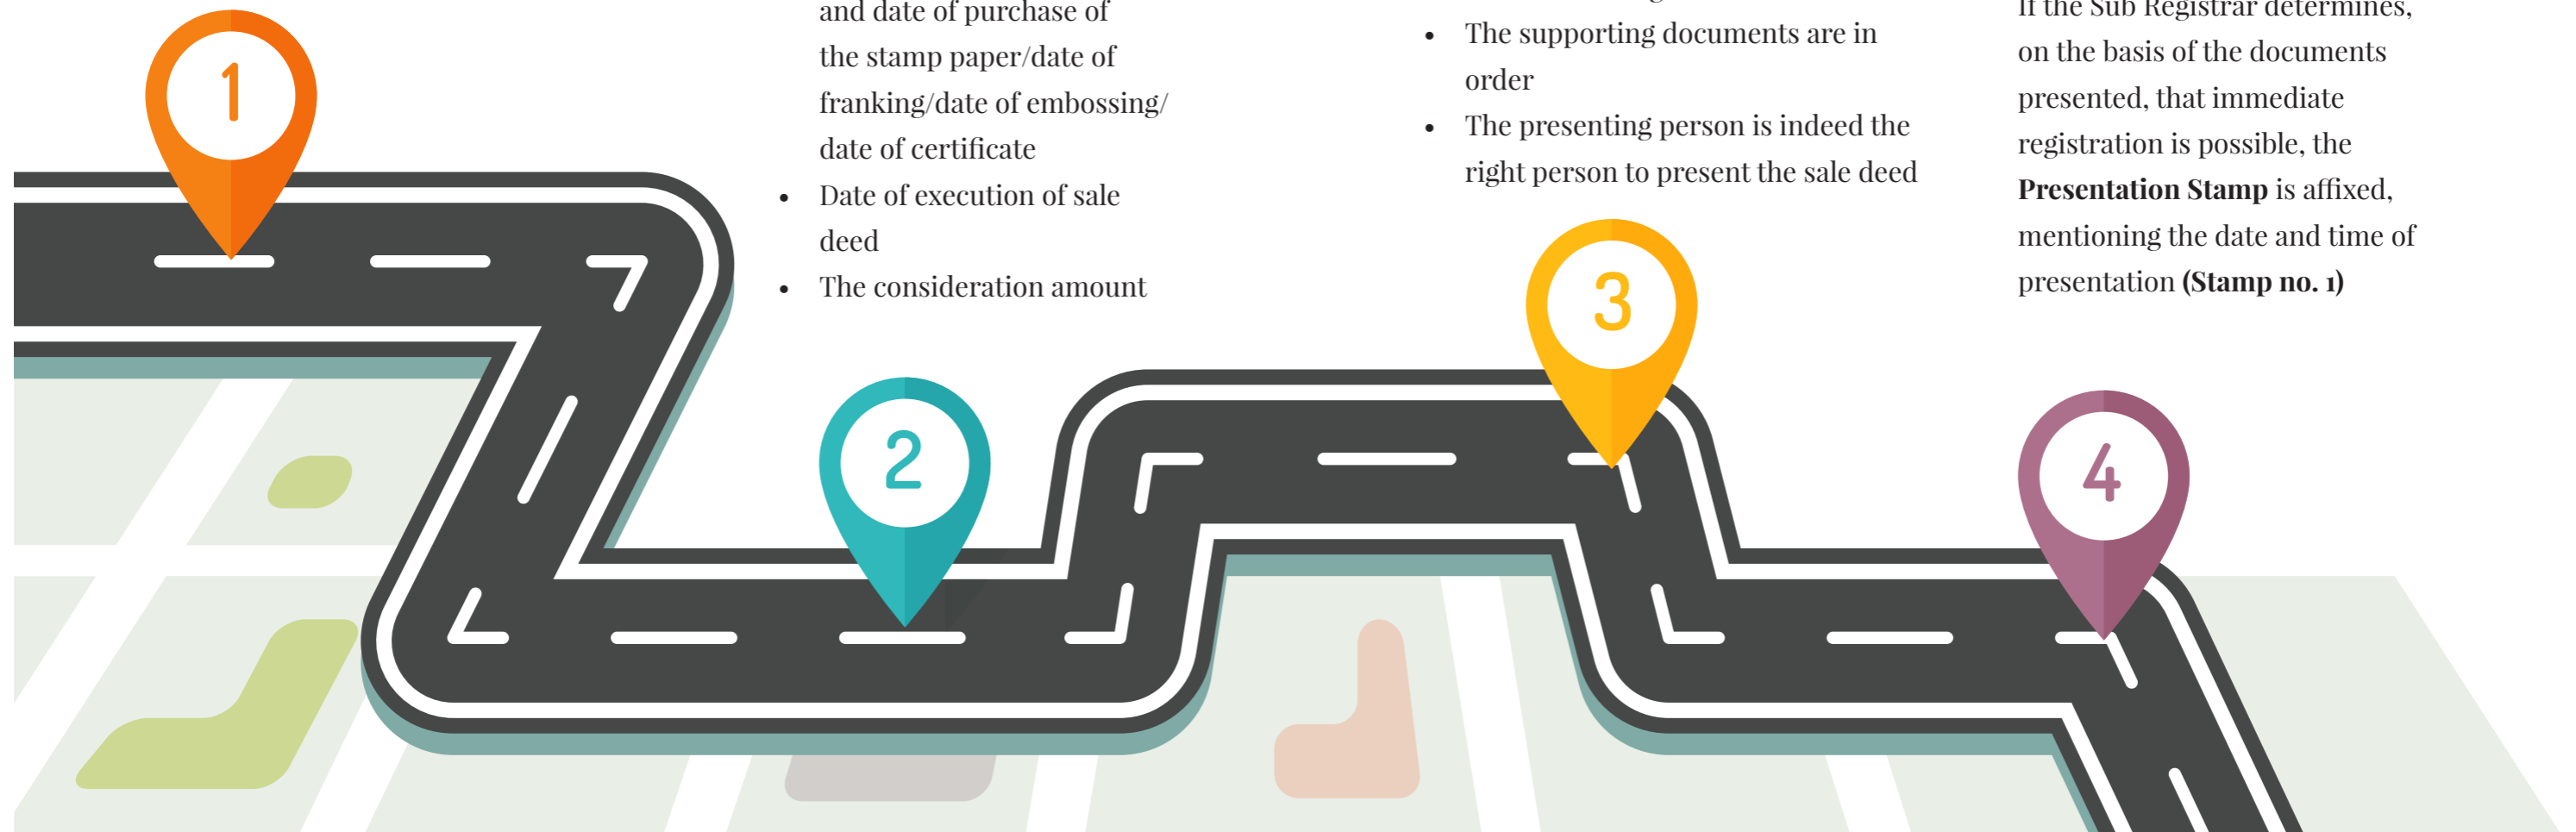 1
and date of purchase of
the stamp paper/date of
franking/date of embossing/
date of certificate
• Date of execution of sale
deed
• The consideration amount
2
• The supporting documents are in
order
• The presenting person is indeed the
right person to present the sale deed
3
If the Sub Registrar determines,
on the basis of the documents
presented, that immediate
registration is possible, the
Presentation Stamp is affixed,
mentioning the date and time of
presentation (Stamp no. 1)
4